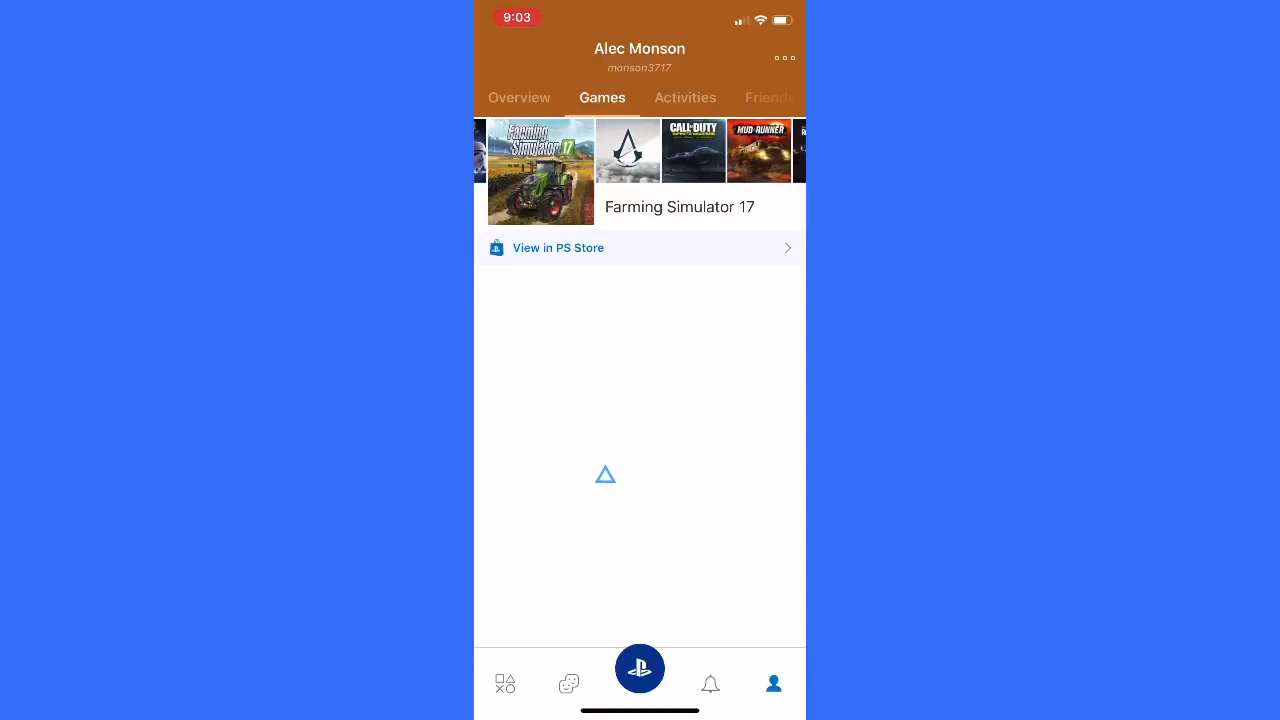 9:03
Alec Monson
monson3717
Overview Games Activities Friends
Farming Simulator 17
CALL OF DUTY
MUD RUNNER
Farming Simulator 17
View in PS Store